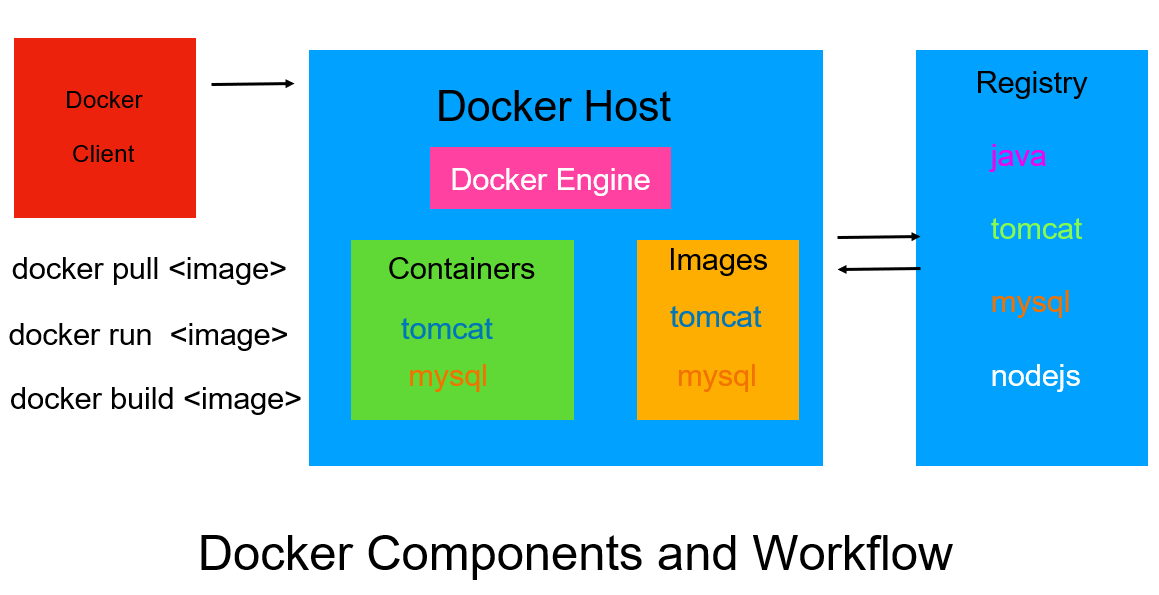 Docker
Client
docker pull <image>
docker run  <image>
docker build <image>
Docker Host
Docker Engine
Containers
tomcat
mysql
Images
tomcat
mysql
Registry
java
tomcat
mysql
nodejs
Docker Components and Workflow